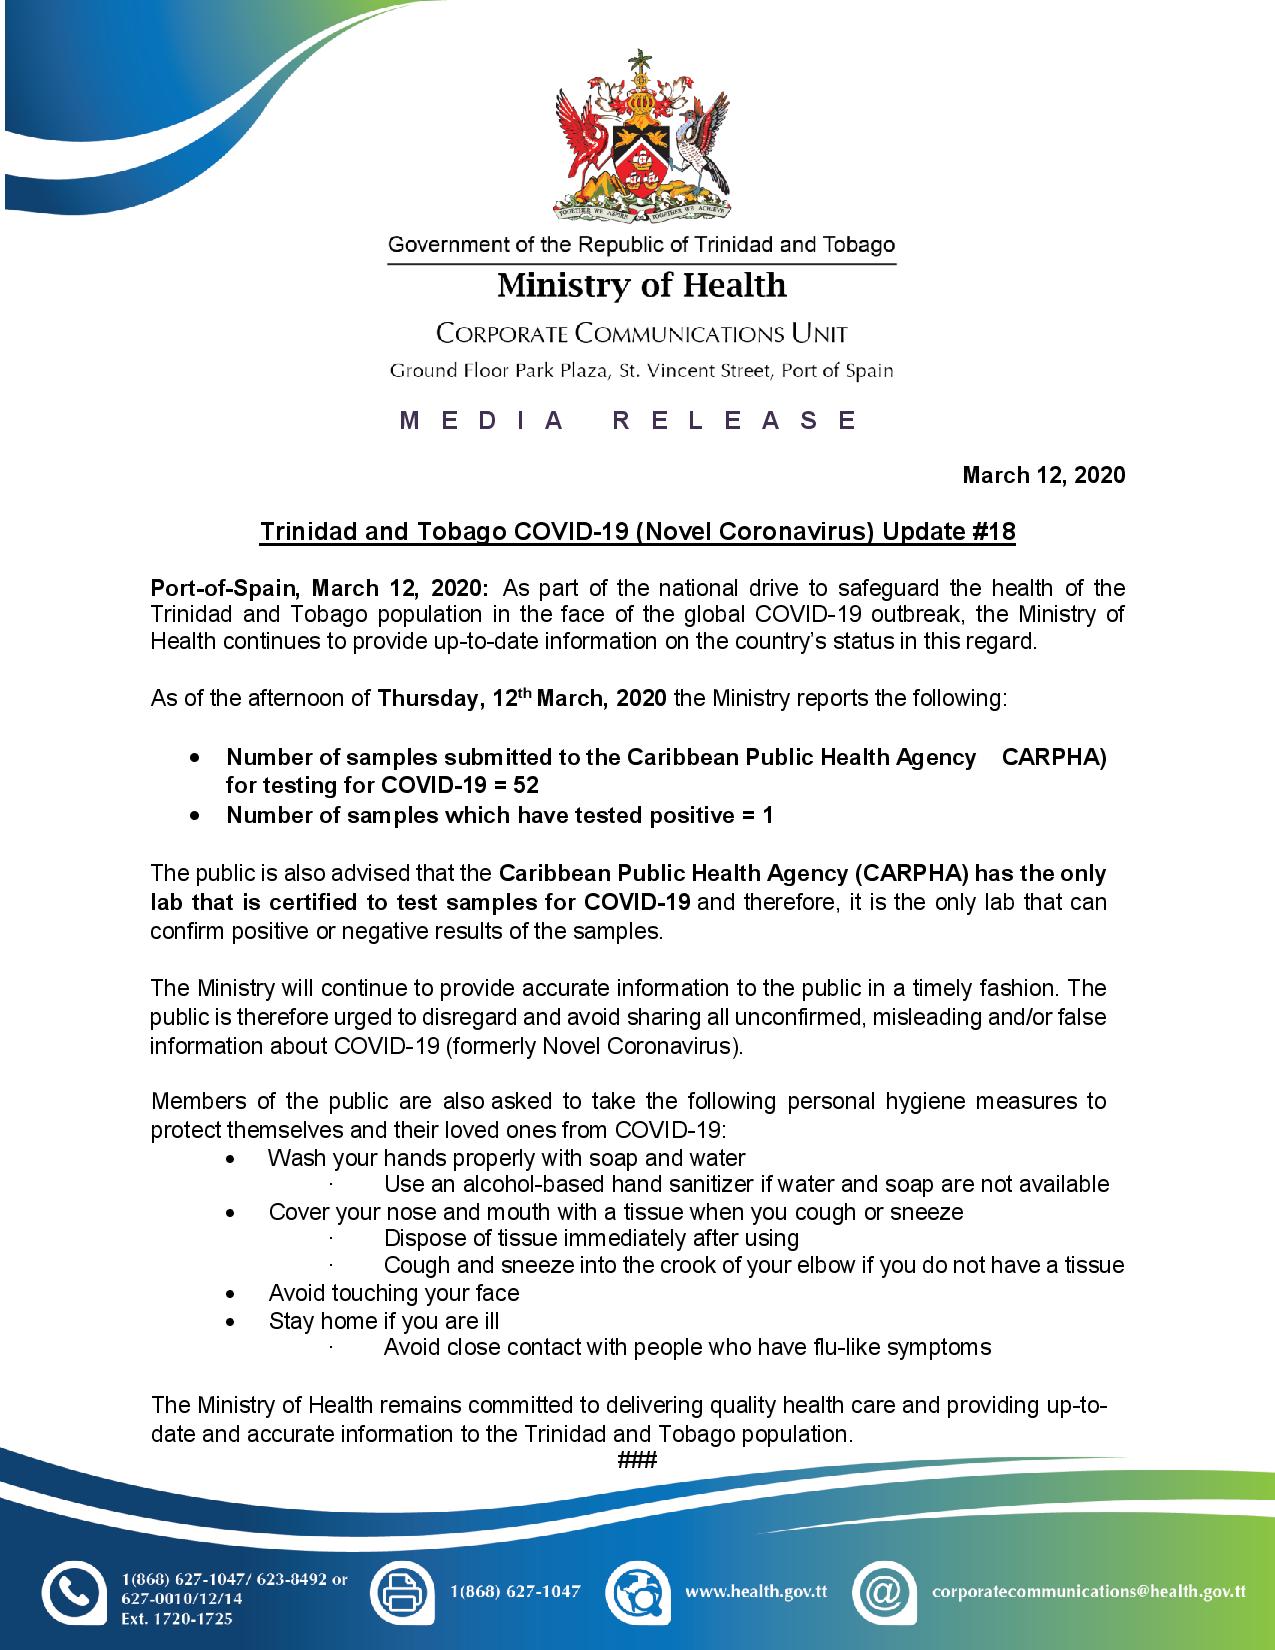 TOGETHER WE ASPIRE TOGETHER WE ACHIEVE
Government of the Republic of Trinidad and Tobago
Ministry of Health
CORPORATE COMMUNICATIONS UNIT
Ground Floor Park Plaza, St. Vincent Street, Port of Spain
MEDIA RELEASE
March 12, 2020
Trinidad and Tobago COVID-19 (Novel Coronavirus) Update #18
Port-of-Spain, March 12, 2020: As part of the national drive to safeguard the health of the
Trinidad and Tobago population in the face of the global COVID-19 outbreak, the Ministry of
Health continues to provide up-to-date information on the country's status in this regard.
As of the afternoon of Thursday, 12th March, 2020 the Ministry reports the following:
• Number of samples submitted to the Caribbean Public Health Agency CARPHA)
for testing for COVID-19 = 52
• Number of samples which have tested positive = 1
The public is also advised that the Caribbean Public Health Agency (CARPHA) has the only
lab that is certified to test samples for COVID-19 and therefore, it is the only lab that can
confirm positive or negative results of the samples.
The Ministry will continue to provide accurate information to the public in a timely fashion. The
public is therefore urged to disregard and avoid sharing all unconfirmed, misleading and/or false
information about COVID-19 (formerly Novel Coronavirus).
Members of the public are also asked to take the following personal hygiene measures to
protect themselves and their loved ones from COVID-19:
• Wash your hands properly with soap and water
· Use an alcohol-based hand sanitizer if water and soap are not available
• Cover your nose and mouth with a tissue when you cough or sneeze
· Dispose of tissue immediately after using
· Cough and sneeze into the crook of your elbow if you do not have a tissue
• Avoid touching your face
• Stay home if you are ill
· Avoid close contact with people who have flu-like symptoms
The Ministry of Health remains committed to delivering quality health care and providing up-to-
date and accurate information to the Trinidad and Tobago population.
###
1(868) 627-1047/ 623-8492 or
627-0010/12/14
Ext. 1720-1725
1(868) 627-1047
www.health.gov.tt
@
corporatecommunications@health.gov.tt